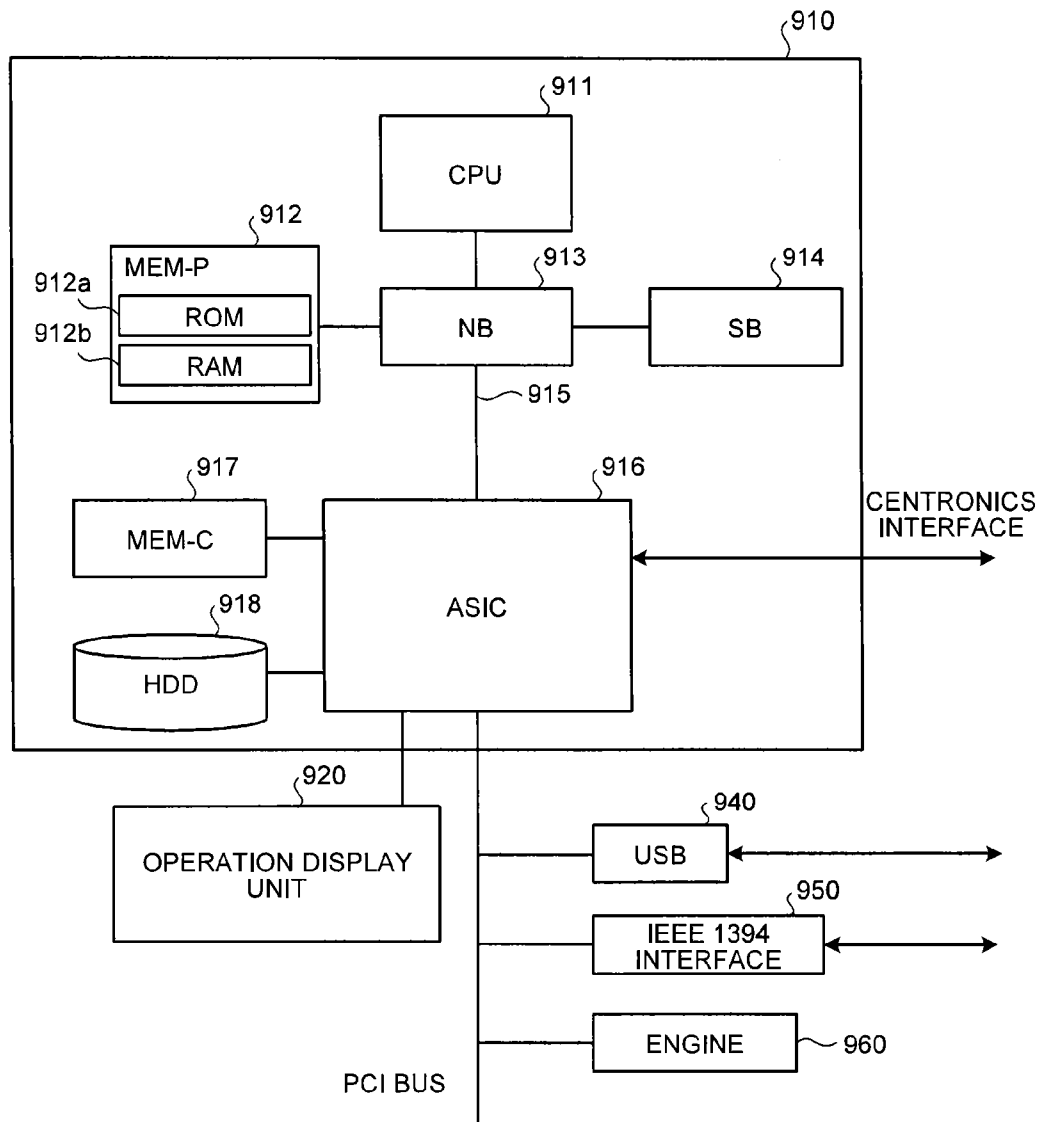 910
911
CPU
912
MEM-P
913
914
912a
ROM
NB
SB
912b
RAM
915
917
916
CENTRONICS
INTERFACE
MEM-C
ASIC
918
HDD
920
940
OPERATION DISPLAY
UNIT
USB
950
IEEE 1394
INTERFACE
ENGINE
960
PCI BUS